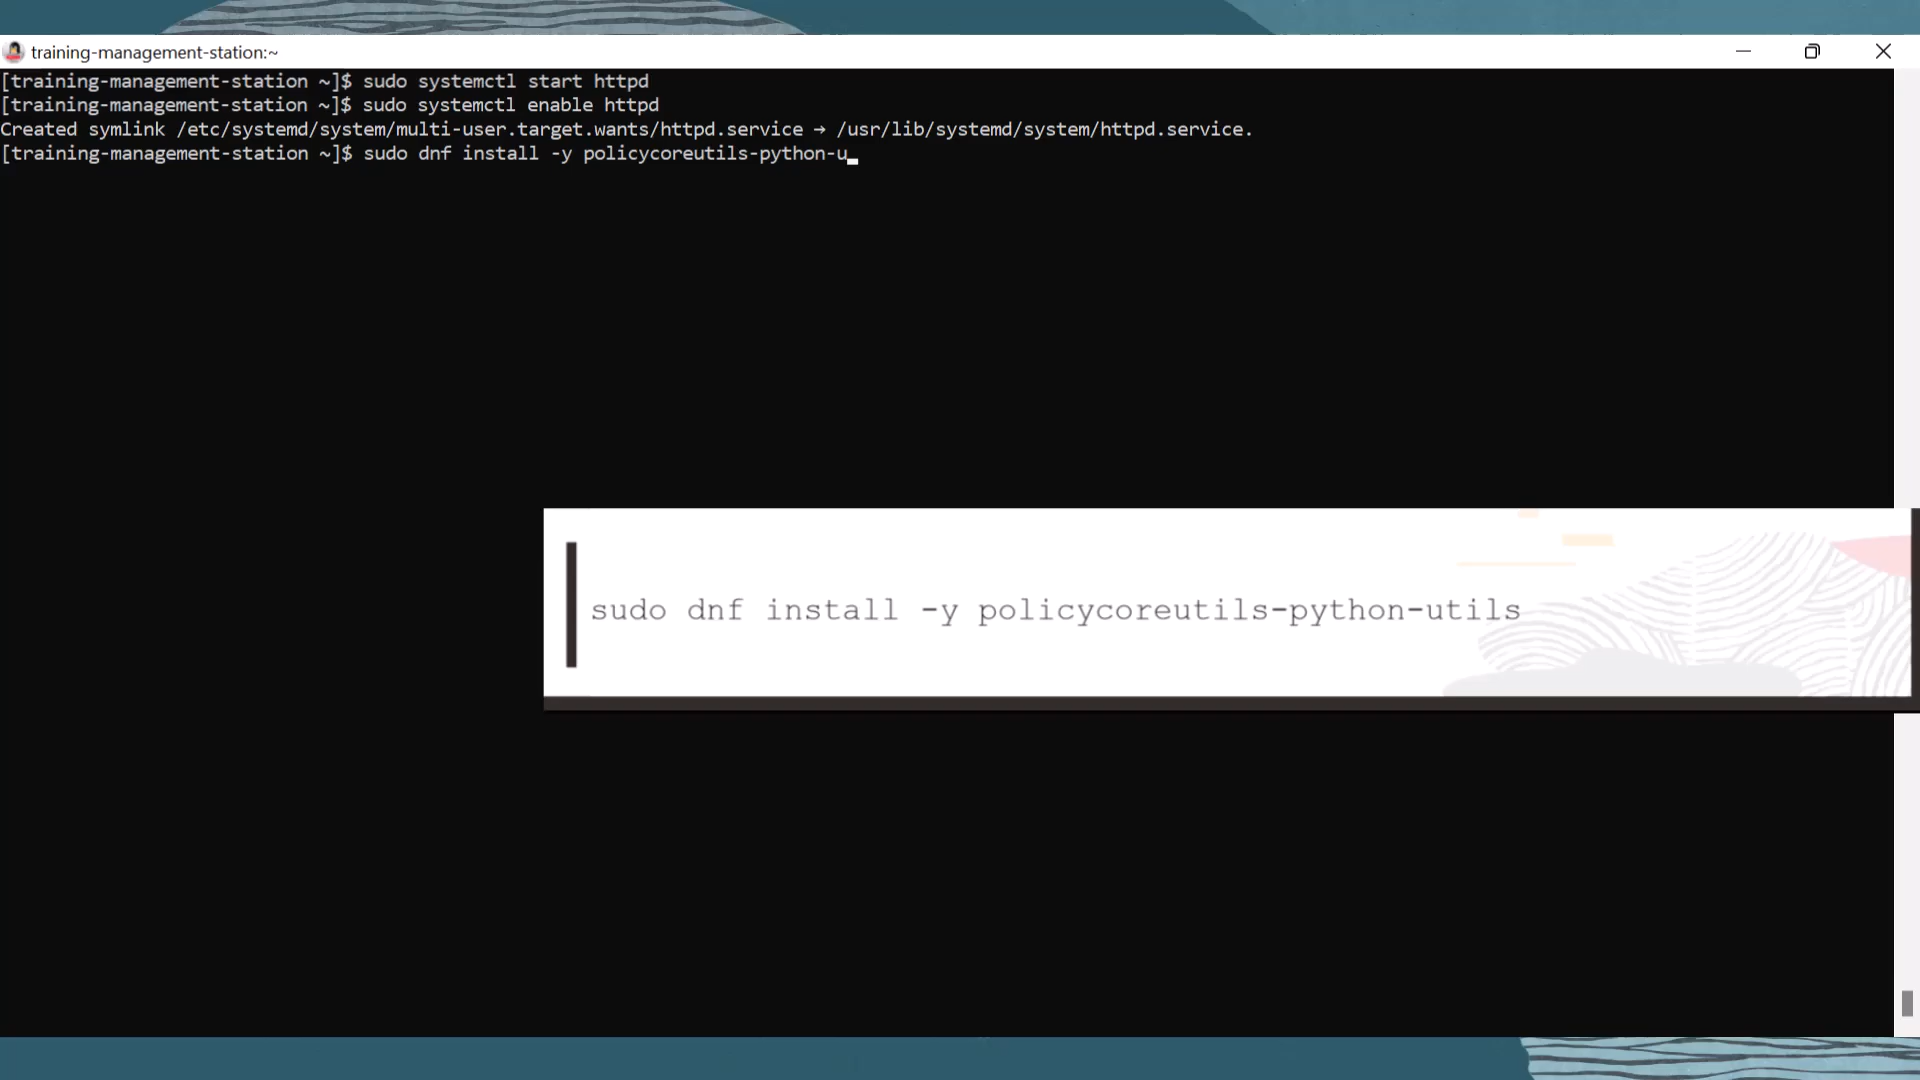 training-management-station:~
[training-management-station ~]$ sudo systemctl start httpd
[training-management-station ~]$ sudo systemctl enable httpd
Created symlink /etc/systemd/system/multi-user.target.wants/httpd.service → /usr/lib/systemd/system/httpd.service.
[training-management-station ~]$ sudo dnf install -y policycoreutils-python-u
sudo dnf install -y policycoreutils-python-utils